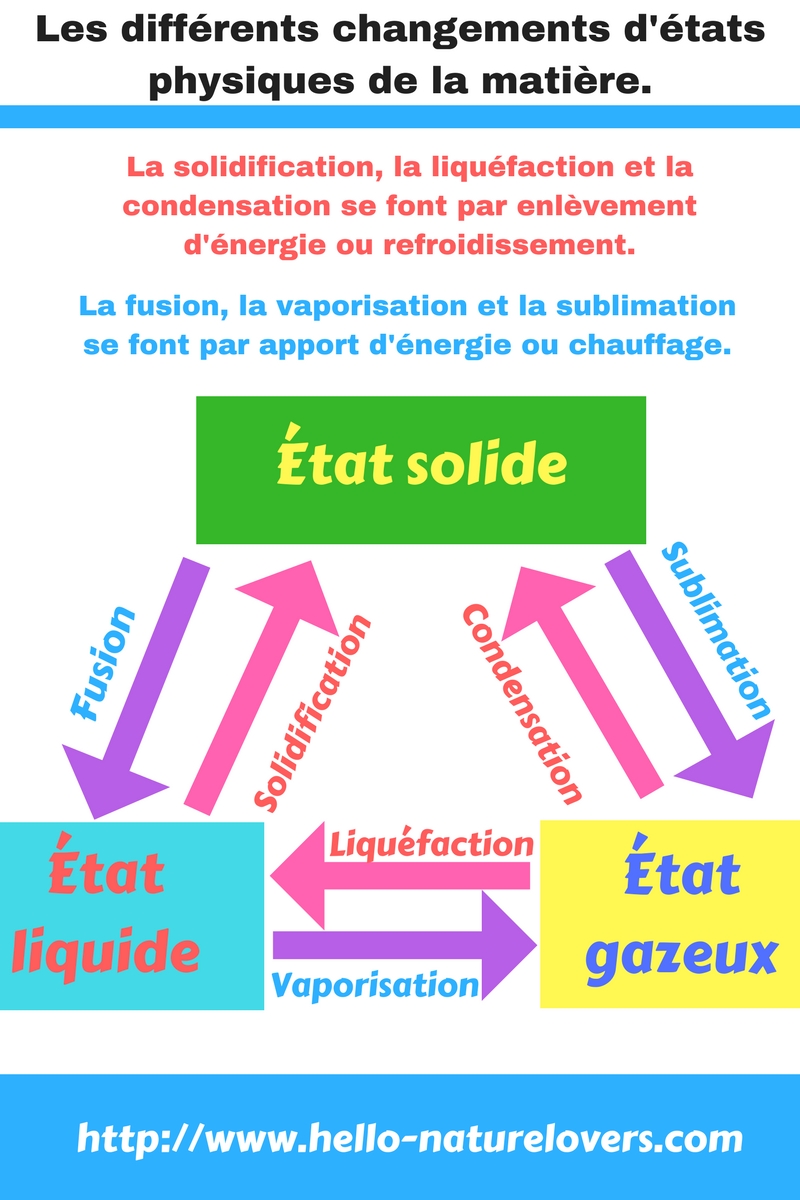 Les différents changements d'états
physiques de la matière.
La solidification, la liquéfaction et la
condensation se font par enlèvement
d'énergie ou refroidissement.
La fusion, la vaporisation et la sublimation
se font par apport d'énergie ou chauffage.
État solide
Fusion
Solidification
Condensation
Sublimation
État
liquide
Liquéfaction
Vaporisation
État
gazeux
http://www.hello-naturelovers.com